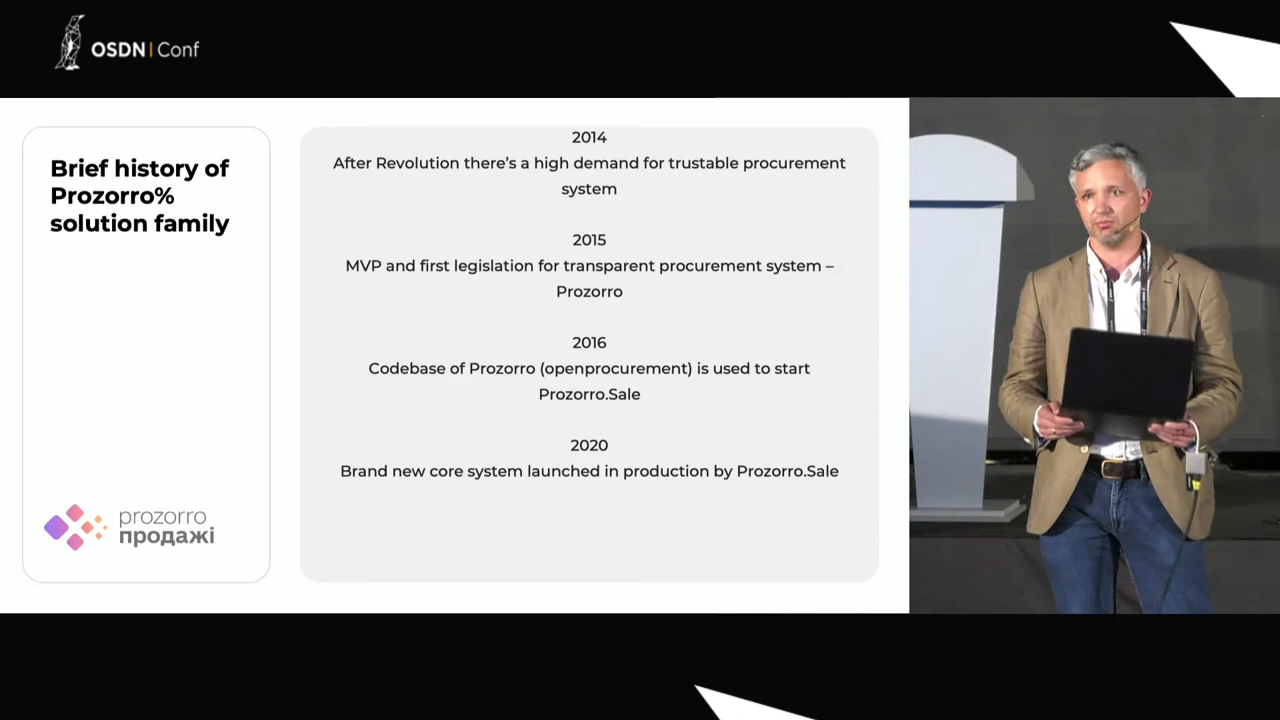 OSDN | Conf
Brief history of
Prozorro%
solution family
prozorro
продажі
2014
After Revolution there's a high demand for trustable procurement
system
2015
MVP and first legislation for transparent procurement system –
Prozorro
2016
Codebase of Prozorro (openprocurement) is used to start
Prozorro.Sale
2020
Brand new core system launched in production by Prozorro.Sale